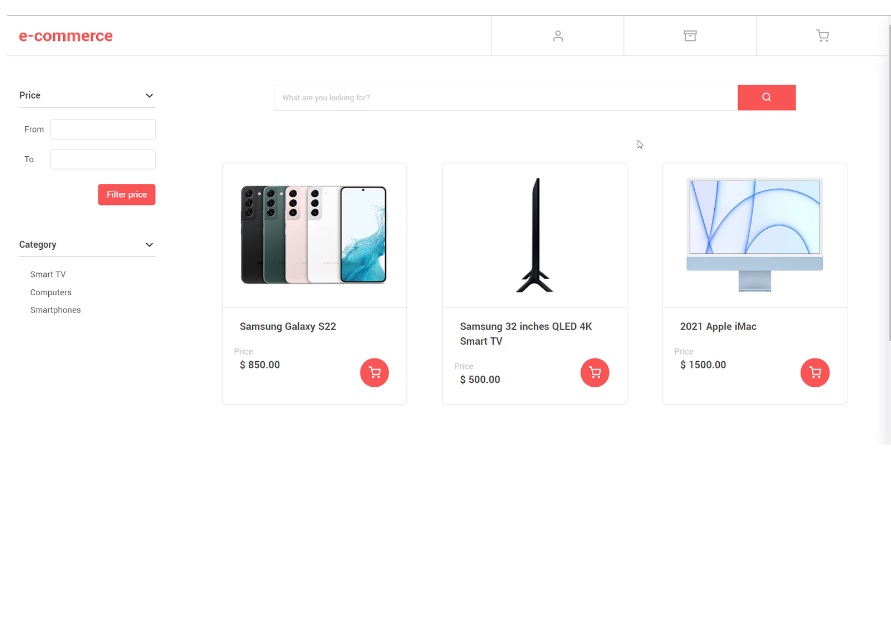 e-commerce
Price
From
To
Filter price
Category
Smart TV
Computers
Smartphones
What are you looking for?
Samsung Galaxy S22
Price
$ 850.00
Samsung 32 inches QLED 4K
Smart TV
Price
$ 500.00
2021 Apple iMac
Price
$ 1500.00